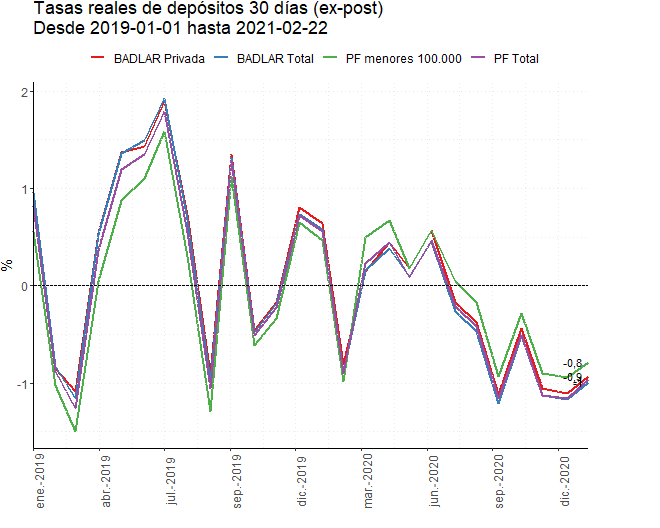 Tasas reales de depósitos 30 días (ex-post)
Desde 2019-01-01 hasta 2021-02-22
BADLAR Privada BADLAR Total PF menores 100.000 PF Total
%
2
1
0
-1
-0,8
-0,9
ene.-2019
abr.-2019
jul.-2019
sep.-2019
dic.-2019
mar.-2020
jun.-2020
sep.-2020
dic.-2020